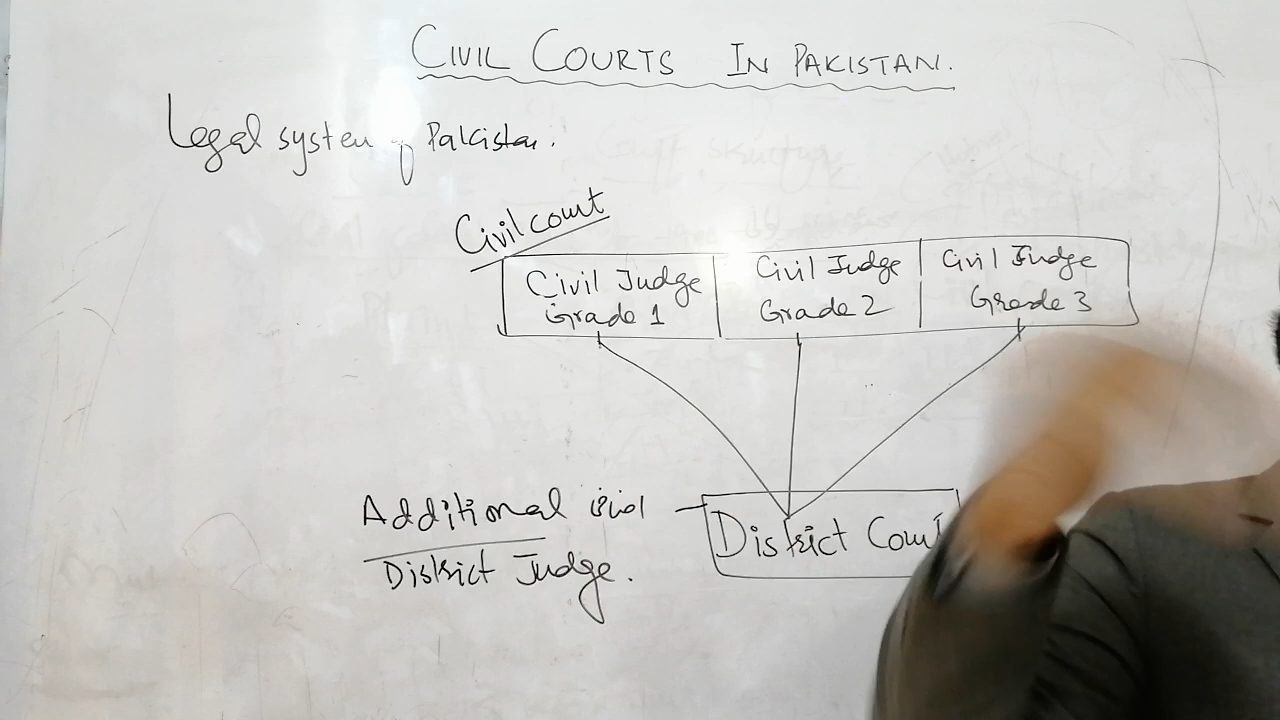 CIVIL COURTS IN PAKISTAN.
Legal system of Pakistan.
Civil court
Civil Judge
Grade 1
Civil Judge
Grade 2
Civil Judge
Grade 3
Additional
District Judge.
District Court